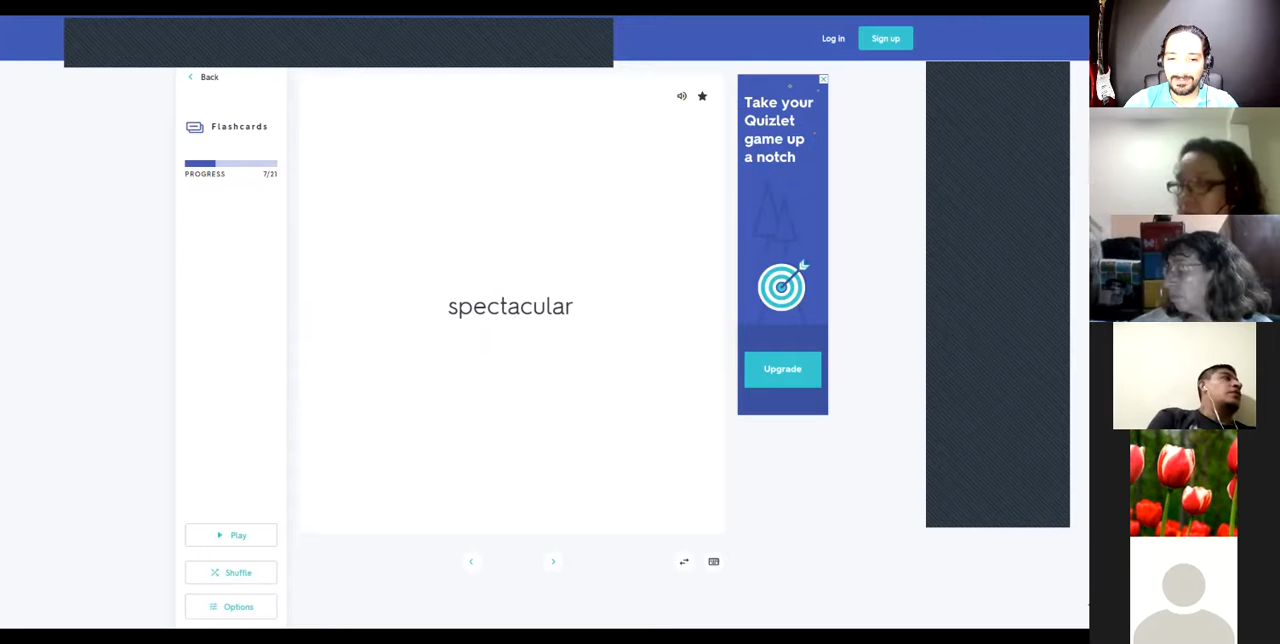 Log in
Sign up
Back
Flashcards
PROGRESS 7/21
spectacular
Take your
Quizlet
game up
a notch
Upgrade
Play
Shuffle
Options